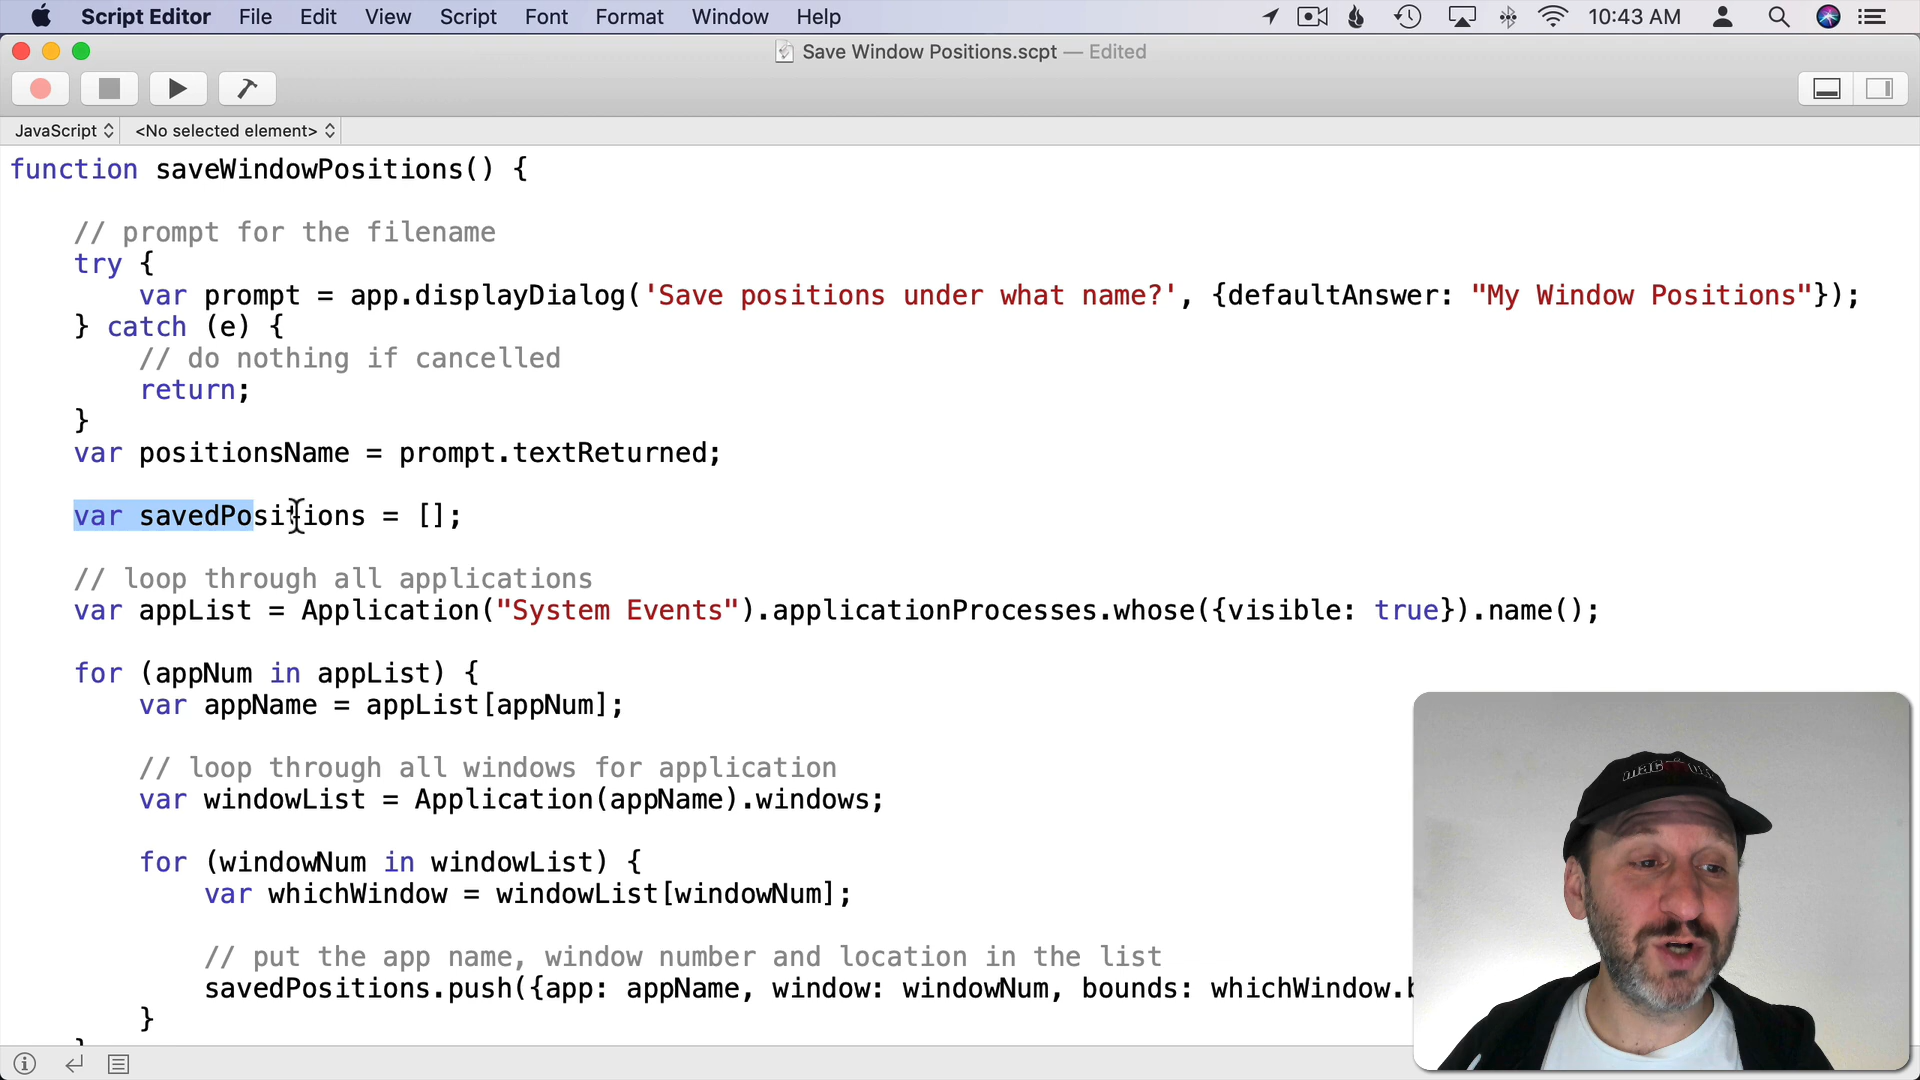 Script Editor File Edit View Script Font Format Window Help 10:43 AM
Save Window Positions.scpt — Edited
JavaScript <No selected element>
function saveWindowPositions() {
// prompt for the filename
try {
var prompt = app.displayDialog('Save positions under what name?', {defaultAnswer: "My Window Positions"});
} catch (e) {
// do nothing if cancelled
return;
}
var positionsName = prompt.textReturned;
var savedPositions = [];
// loop through all applications
var appList = Application("System Events").applicationProcesses.whose({visible: true}).name();
for (appNum in appList) {
var appName = appList[appNum];
// loop through all windows for application
var windowList = Application(appName).windows;
for (windowNum in windowList) {
var whichWindow = windowList[windowNum];
// put the app name, window number and location in the list
savedPositions.push({app: appName, window: windowNum, bounds: whichWindow.b
}
}
mac